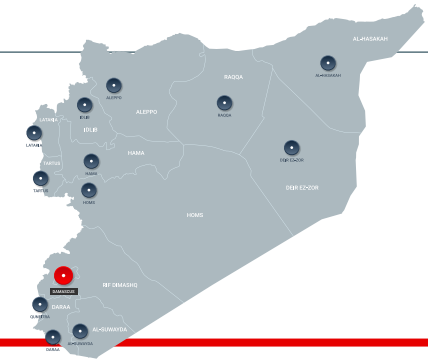 AL-HASAKAH
AL-HASAKAH
RAQQA
ALEPPO
RAQQA
ALEPPO
IDLIB
LATAKIA
IDLIB
LATAKIA
HAMA
DEIR EZ-ZOR
TARTUS
HAMA
TARTUS
DEIR EZ-ZOR
HOMS
HOMS
RIF DIMASHQ
DAMASCUS
DARAA
QUNEITRA
AL-SUWAYDA
AL-SUWAYDA
DARAA